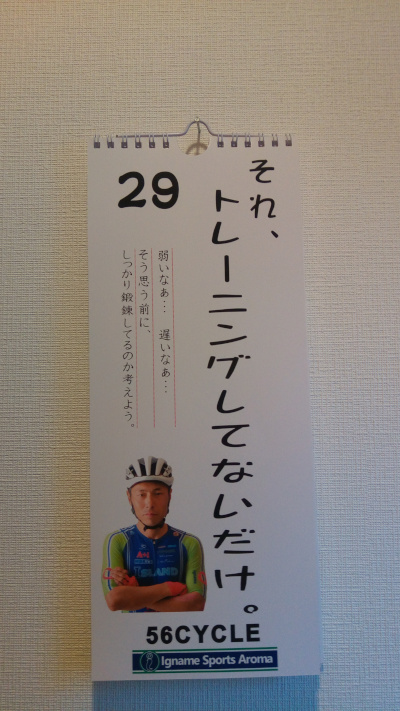 29
それ、
トレーニングしてないだけ。
弱いなぁ… 遅いなぁ…
そう思う前に、
しっかり鍛錬してるのか考えよう。
56CYCLE
Igname Sports Aroma